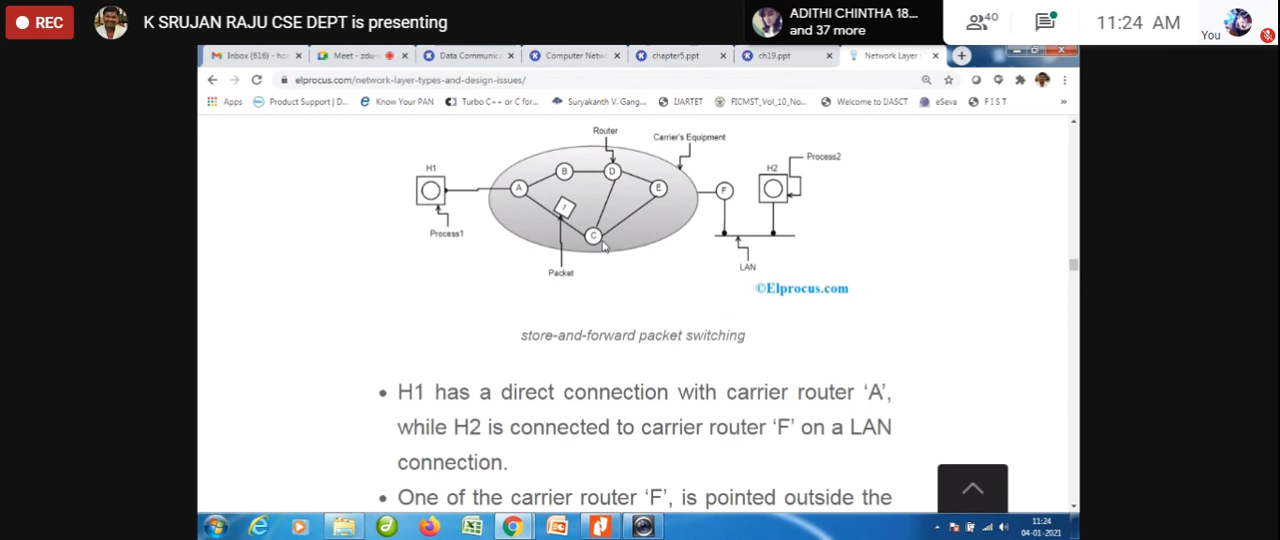 REC
K SRUJAN RAJU CSE DEPT is presenting
ADITHI CHINTHA 18...
and 37 more
40
11:24 AM
You
Inbox (616) - ho
Meet - zdu
Data Communic
Computer Netw
chapter5.ppt
ch19.ppt
Network Layer :
elprocus.com/network-layer-types-and-design-issues/
Apps
Product Support | D...
Know Your PAN
Turbo C++ or C for...
Suryakanth V. Gang...
IJARTET
FICMST_Vol_10_No...
Welcome to IJASCT
eSeva
F I S T
»
Router
Carrier's Equipment
H1
B
D
H2
Process2
A
E
F
1
Process1
C
Packet
LAN
©Elprocus.com
store-and-forward packet switching
• H1 has a direct connection with carrier router ‘A’,
while H2 is connected to carrier router ‘F’ on a LAN
connection.
• One of the carrier router ‘F’, is pointed outside the
11:24
04-01-2021